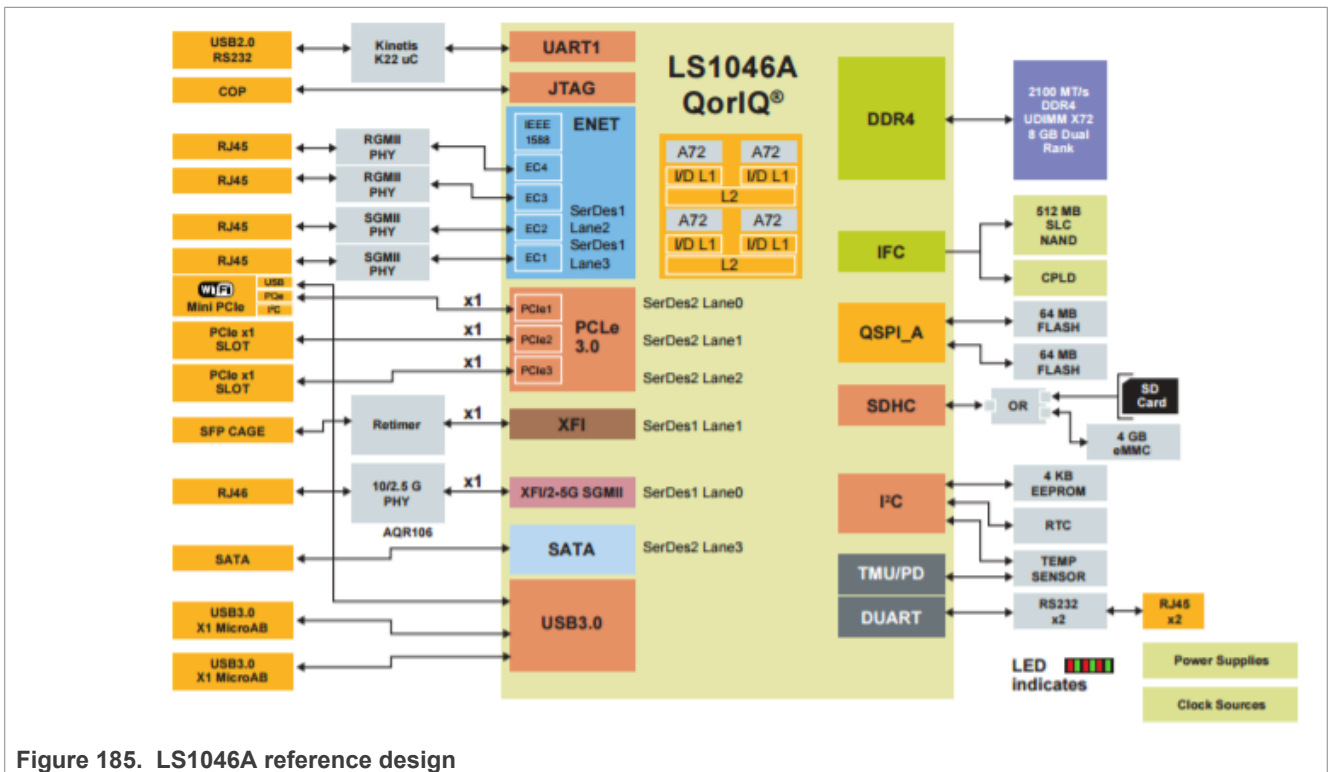 USB2.0
RS232
Kinetis
K22 uC
UART1
COP
JTAG
LS1046A
QorIQ®
IEEE
1588
ENET
RJ45
RGMII
PHY
EC4
RJ45
RGMII
PHY
EC3
RJ45
SGMII
PHY
EC2
SerDes1
Lane2
RJ45
SGMII
PHY
EC1
SerDes1
Lane3
A72
A72
I/D L1
I/D L1
L2
A72
A72
I/D L1
I/D L1
L2
WiFi
Mini PCIe
USB
PCIe
I²C
x1
PCIe1
PCLe
3.0
SerDes2 Lane0
PCIe x1
SLOT
x1
PCIe2
SerDes2 Lane1
PCIe x1
SLOT
x1
PCIe3
SerDes2 Lane2
SFP CAGE
Retimer
x1
XFI
SerDes1 Lane1
RJ46
10/2.5 G
PHY
AQR106
x1
XFI/2-5G SGMII
SerDes1 Lane0
SATA
SATA
SerDes2 Lane3
USB3.0
X1 MicroAB
USB3.0
USB3.0
X1 MicroAB
DDR4
2100 MT/s
DDR4
UDIMM X72
8 GB Dual
Rank
IFC
512 MB
SLC
NAND
CPLD
QSPI_A
64 MB
FLASH
64 MB
FLASH
SDHC
OR
SD
Card
4 GB
eMMC
I²C
4 KB
EEPROM
RTC
TEMP
SENSOR
TMU/PD
DUART
RS232
x2
RJ45
x2
LED
indicates
Power Supplies
Clock Sources
Figure 185. LS1046A reference design